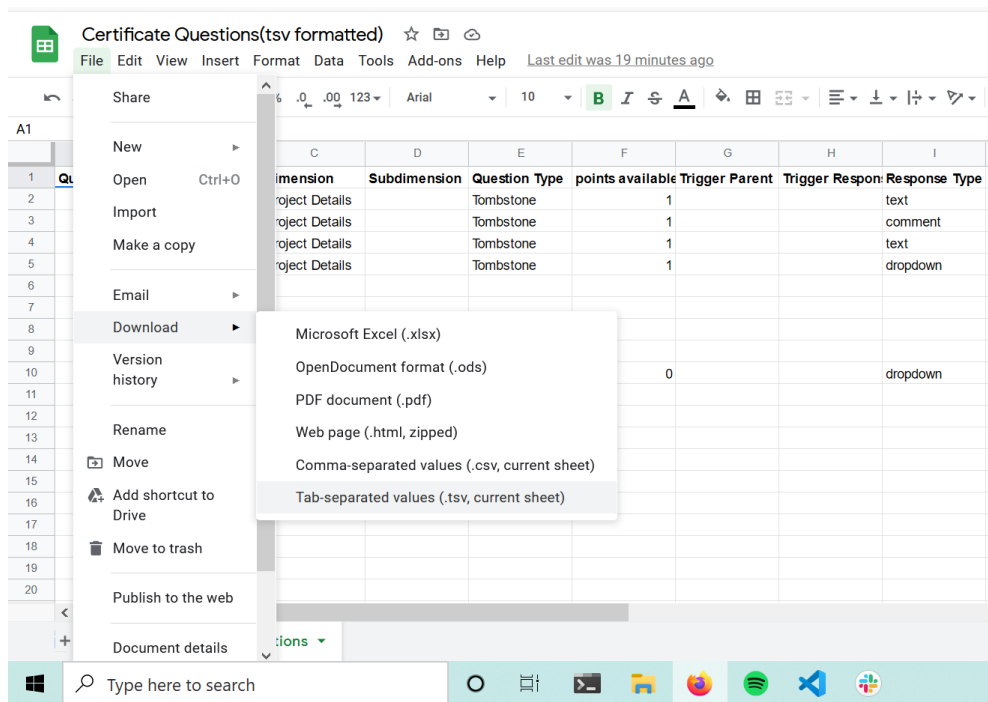 Certificate Questions(tsv formatted)
File Edit View Insert Format Data Tools Add-ons Help Last edit was 19 minutes ago
% .0 .00 123 Arial 10 B I S A
A1
C D E F G H I
1 Qu imension Subdimension Question Type points available Trigger Parent Trigger Respons Response Type
2 roject Details Tombstone 1 text
3 roject Details Tombstone 1 comment
4 roject Details Tombstone 1 text
5 roject Details Tombstone 1 dropdown
6
7
8
9
10 0 dropdown
11
12
13
14
15
16
17
18
19
20
Share
New
Open Ctrl+O
Import
Make a copy
Email
Download
Version
history
Rename
Move
Add shortcut to
Drive
Move to trash
Publish to the web
Document details
Microsoft Excel (.xlsx)
OpenDocument format (.ods)
PDF document (.pdf)
Web page (.html, zipped)
Comma-separated values (.csv, current sheet)
Tab-separated values (.tsv, current sheet)
+ tions
Type here to search